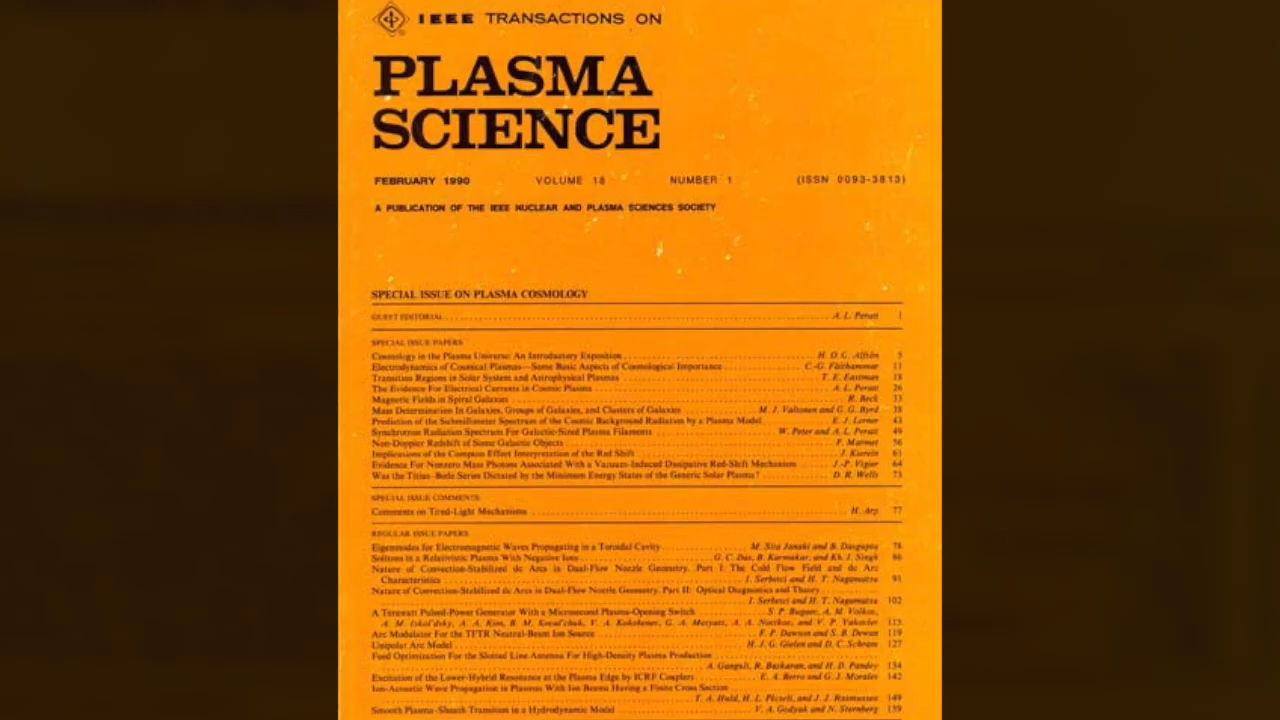 IEEE TRANSACTIONS ON
PLASMA
SCIENCE
FEBRUARY 1990 VOLUME 18 NUMBER 1 (ISSN 0093-3813)
A PUBLICATION OF THE IEEE NUCLEAR AND PLASMA SCIENCES SOCIETY
SPECIAL ISSUE ON PLASMA COSMOLOGY
GUEST EDITORIAL A. L. Peratt 1
SPECIAL ISSUE PAPERS
Cosmology in the Plasma Universe: An Introductory Exposition H. O. G. Alfvén 5
Electrodynamics of Cosmical Plasmas—Some Basic Aspects of Cosmological Importance C.-G. Fälthammar 11
Transition Regions in Solar System and Astrophysical Plasmas T. E. Eastman 18
The Evidence For Electrical Currents in Cosmic Plasma A. L. Peratt 26
Magnetic Fields in Spiral Galaxies R. Beck 33
Mass Determination In Galaxies, Groups of Galaxies, and Clusters of Galaxies M. J. Valtonen and G. G. Byrd 38
Prediction of the Submillimeter Spectrum of the Cosmic Background Radiation by a Plasma Model E. J. Lerner 43
Synchrotron Radiation Spectrum For Galactic-Sized Plasma Filaments W. Peter and A. L. Peratt 49
Non-Doppler Redshift of Some Galactic Objects P. Marmet 56
Implications of the Compton Effect Interpretation of the Red Shift J. Kierein 61
Evidence For Nonzero Mass Photons Associated With a Vacuum-Induced Dissipative Red-Shift Mechanism J.-P. Vigier 64
Was the Titius–Bode Series Dictated by the Minimum Energy States of the Generic Solar Plasma? D. R. Wells 73
SPECIAL ISSUE COMMENTS
Comments on Tired-Light Mechanisms H. Arp 77
REGULAR ISSUE PAPERS
Eigenmodes for Electromagnetic Waves Propagating in a Toroidal Cavity M. Sita Janaki and B. Dasgupta 78
Solitons in a Relativistic Plasma With Negative Ions G. C. Das, B. Karmakar, and Kh. I. Singh 86
Nature of Convection-Stabilized dc Arcs in Dual-Flow Nozzle Geometry. Part I: The Cold Flow Field and dc Arc
Characteristics I. Serbetci and H. T. Nagamatsu 91
Nature of Convection-Stabilized dc Arcs in Dual-Flow Nozzle Geometry. Part II: Optical Diagnostics and Theory
I. Serbetci and H. T. Nagamatsu 102
A Terawatt Pulsed-Power Generator With a Microsecond Plasma-Opening Switch S. P. Bugaev, A. M. Volkov,
A. A. Kim, V. A. Kokshenev, and V. P. Yakovlev 113
Arc Modulator For the TFTR Neutral-Beam Ion Source E. P. Dawson and S. B. Dewan 119
Unipolar Arc Model H. J. G. Gielen and D. C. Schram 127
Feed Optimization For the Slotted Line Antenna For High-Density Plasma Production
A. Ganguli, R. Baskaran, and H. D. Pandey 134
Excitation of the Lower-Hybrid Resonance at the Plasma Edge by ICRF Couplers E. A. Berro and G. J. Morales 142
Ion-Acoustic Wave Propagation in Plasmas With Ion Beams Having a Finite Cross Section
T. A. Huld, H. L. Pécseli, and J. J. Rasmussen 149
Smooth Plasma–Sheath Transition in a Hydrodynamic Model V. A. Godyak and N. Sternberg 159